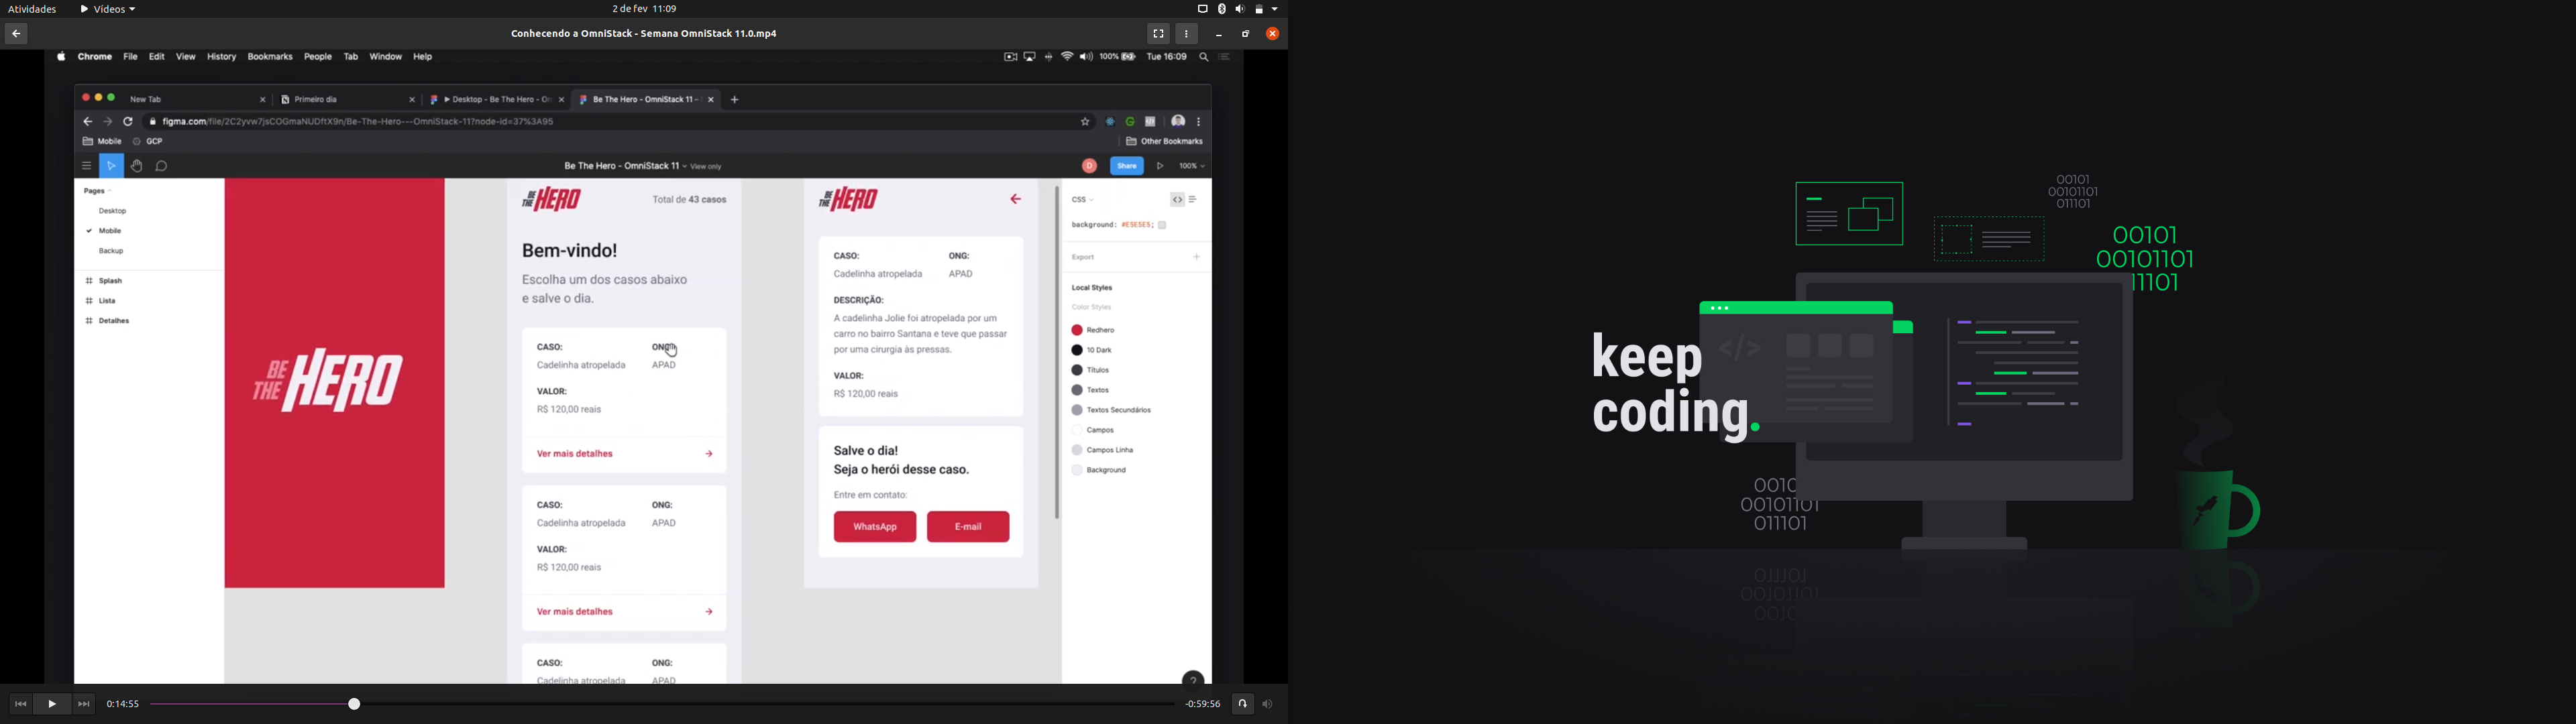 Atividades
Vídeos
2 de fev 11:09
Conhecendo a OmniStack - Semana OmniStack 11.0.mp4
Chrome File Edit View History Bookmarks People Tab Window Help
100%
Tue 16:09
New Tab
Primeiro dia
Desktop - Be The Hero - On
Be The Hero - OmniStack 11 -
figma.com/file/2C2yvw7jsCOGmaNUDftX9n/Be-The-Hero---OmniStack-11?node-id=37%3A95
Mobile
GCP
Other Bookmarks
Be The Hero - OmniStack 11
View only
D
Share
100%
Pages
Desktop
Mobile
Backup
Splash
Lista
Detalhes
BE THE HERO
BE THE HERO
Total de 43 casos
Bem-vindo!
Escolha um dos casos abaixo
e salve o dia.
CASO: ONG:
Cadelinha atropelada APAD
VALOR:
R$ 120,00 reais
Ver mais detalhes
CASO: ONG:
Cadelinha atropelada APAD
VALOR:
R$ 120,00 reais
Ver mais detalhes
CASO: ONG:
Cadelinha atropelada APAD
BE THE HERO
CASO: ONG:
Cadelinha atropelada APAD
DESCRIÇÃO:
A cadelinha Jolie foi atropelada por um
carro no bairro Santana e teve que passar
por uma cirurgia às pressas.
VALOR:
R$ 120,00 reais
Salve o dia!
Seja o herói desse caso.
Entre em contato:
WhatsApp
E-mail
CSS
background: #E5E5E5;
Export
Local Styles
Color Styles
Redhero
10 Dark
Títulos
Textos
Textos Secundários
Campos
Campos Linha
Background
?
0:14:55
-0:59:56
00101
00101101
011101
00101
00101101
11101
</>
keep
coding.
0010
00101101
011101